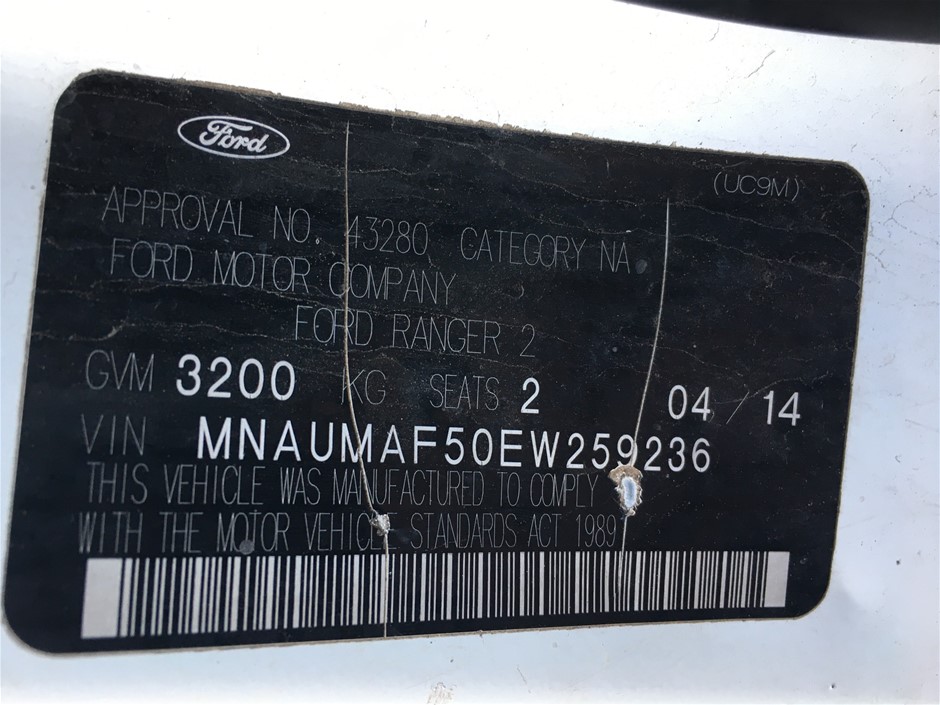 Ford
(UC9M)
APPROVAL NO. 43280 CATEGORY NA
FORD MOTOR COMPANY
FORD RANGER 2
GVM 3200 KG SEATS 2 04 / 14
VIN MNAUMAF50EW259236
THIS VEHICLE WAS MANUFACTURED TO COMPLY
WITH THE MOTOR VEHICLE STANDARDS ACT 1989